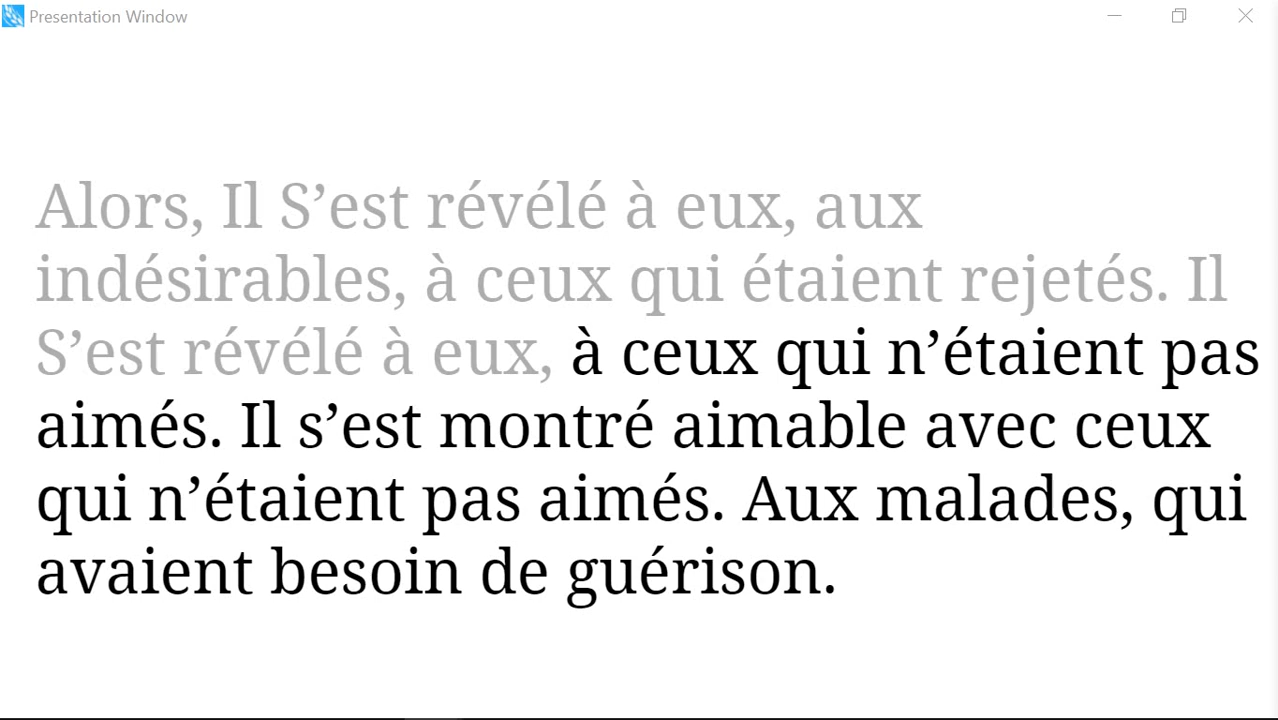 Presentation Window
Alors, Il S’est révélé à eux, aux
indésirables, à ceux qui étaient rejetés. Il
S’est révélé à eux, à ceux qui n’étaient pas
aimés. Il s’est montré aimable avec ceux
qui n’étaient pas aimés. Aux malades, qui
avaient besoin de guérison.